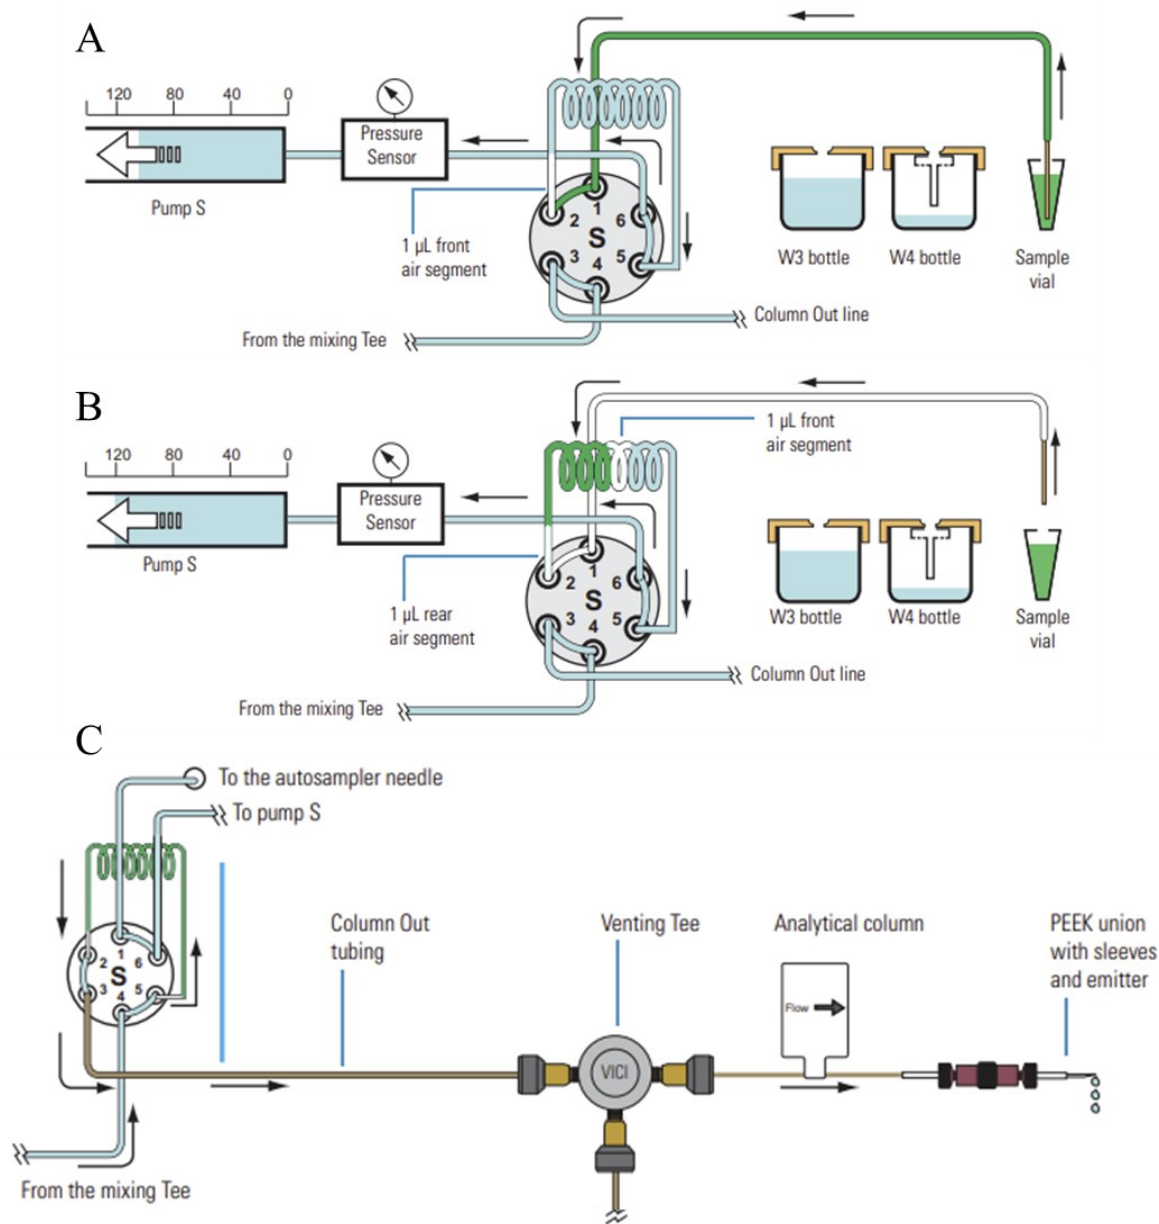 A
120 80 40 0
Pressure
Sensor
Pump S
1 µL front
air segment
1
2
6
S
3
5
4
W3 bottle
W4 bottle
Sample
vial
Column Out line
From the mixing Tee
B
1 µL front
air segment
120 80 40 0
Pressure
Sensor
Pump S
1 µL rear
air segment
1
2
6
S
3
5
4
W3 bottle
W4 bottle
Sample
vial
Column Out line
From the mixing Tee
C
To the autosampler needle
To pump S
1
2
6
S
3
5
4
Column Out
tubing
Venting Tee
Analytical column
PEEK union
with sleeves
and emitter
Flow
VICI
From the mixing Tee